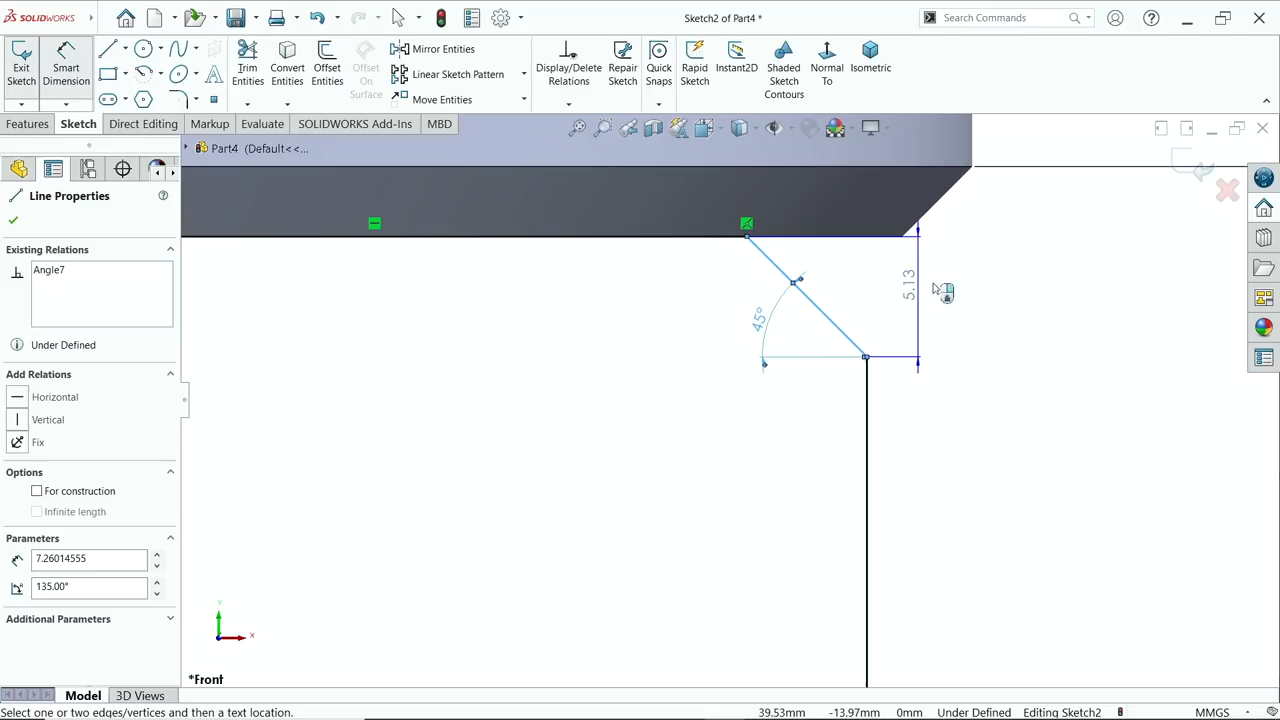 SOLIDWORKS
Sketch2 of Part4 *
Search Commands
Exit Sketch
Smart Dimension
Trim Entities
Convert Entities
Offset Entities
Offset On Surface
Mirror Entities
Linear Sketch Pattern
Move Entities
Display/Delete Relations
Repair Sketch
Quick Snaps
Rapid Sketch
Instant2D
Shaded Sketch Contours
Normal To
Isometric
Features
Sketch
Direct Editing
Markup
Evaluate
SOLIDWORKS Add-Ins
MBD
Part4 (Default<<...
Line Properties
Existing Relations
Angle7
Under Defined
Add Relations
Horizontal
Vertical
Fix
Options
For construction
Infinite length
Parameters
7.26014555
135.00°
Additional Parameters
5.13
45°
Y
X
*Front
Model
3D Views
Select one or two edges/vertices and then a text location.
39.53mm
-13.97mm
0mm
Under Defined
Editing Sketch2
MMGS